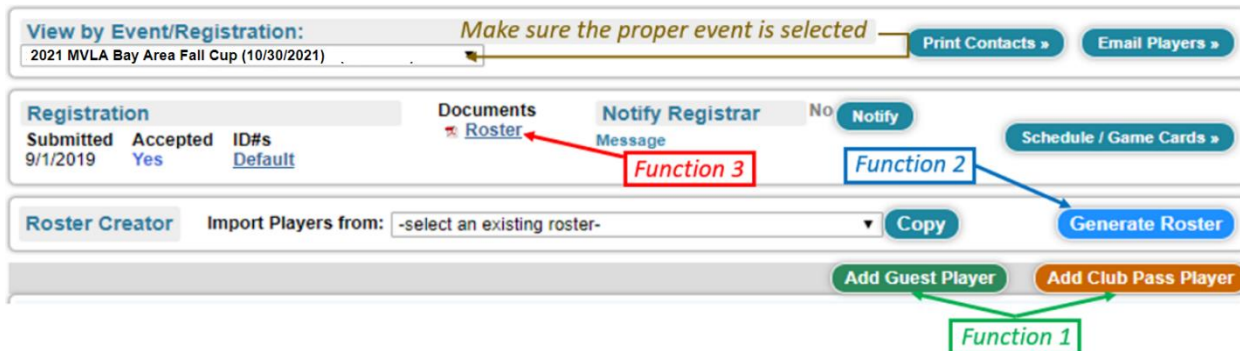 View by Event/Registration:
Make sure the proper event is selected
2021 MVLA Bay Area Fall Cup (10/30/2021)
Print Contacts »
Email Players »
Registration
Documents
Notify Registrar
No
Notify
Submitted Accepted ID#s
Roster
Message
Schedule / Game Cards »
9/1/2019 Yes Default
Function 3
Function 2
Roster Creator
Import Players from:
-select an existing roster-
Copy
Generate Roster
Add Guest Player
Add Club Pass Player
Function 1